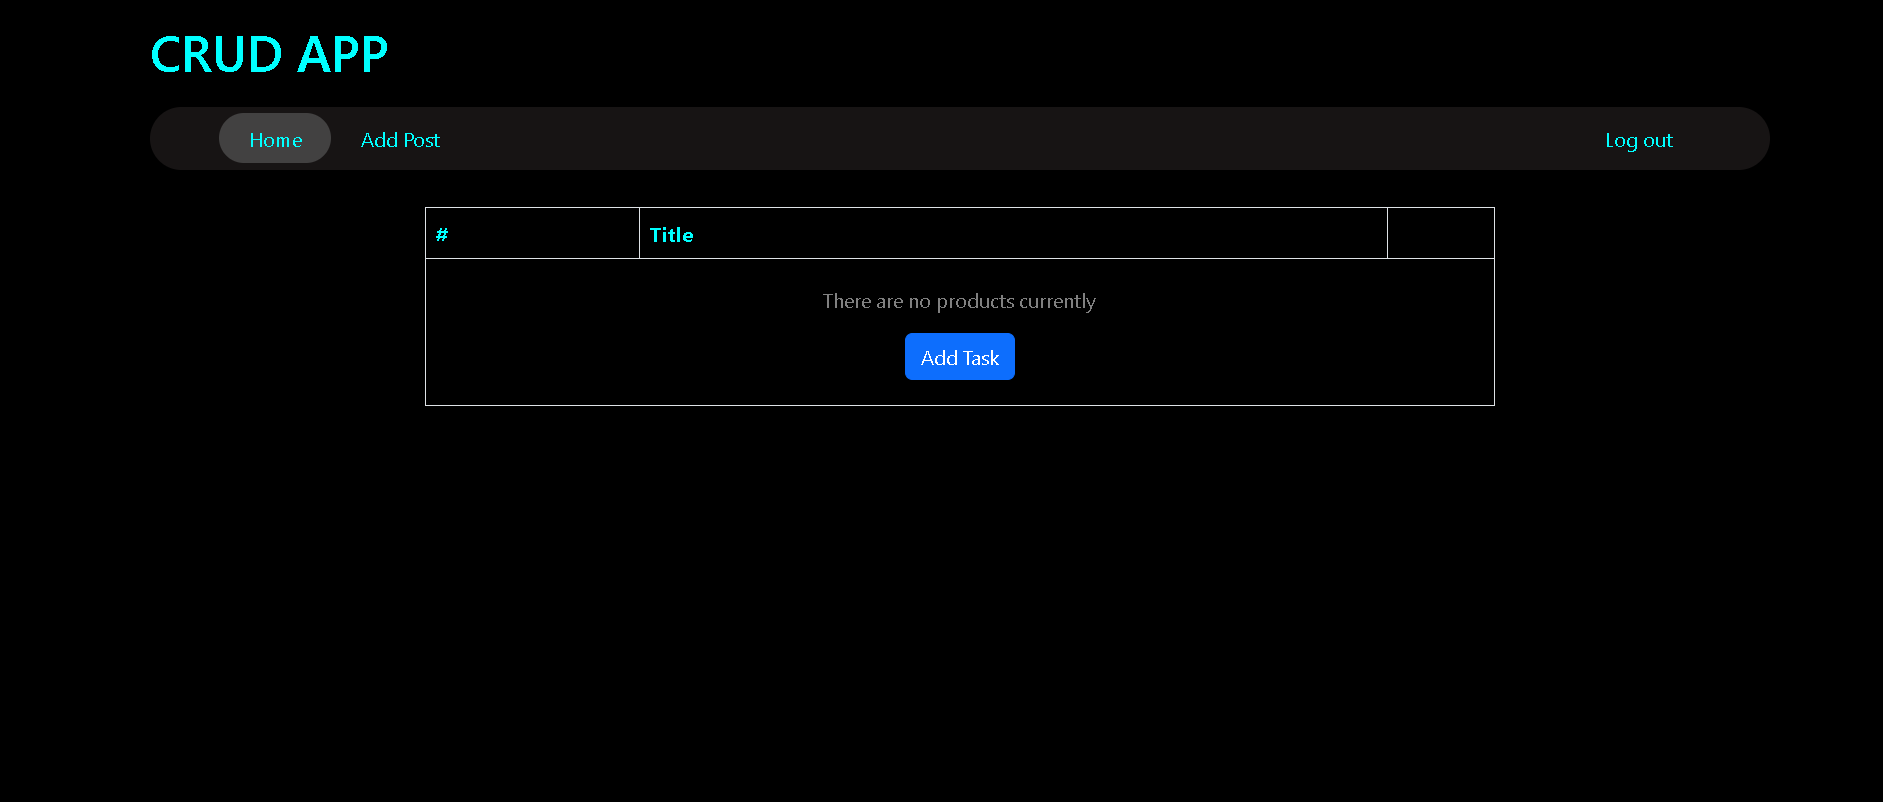 CRUD APP
Home Add Post Log out
# Title
There are no products currently
Add Task